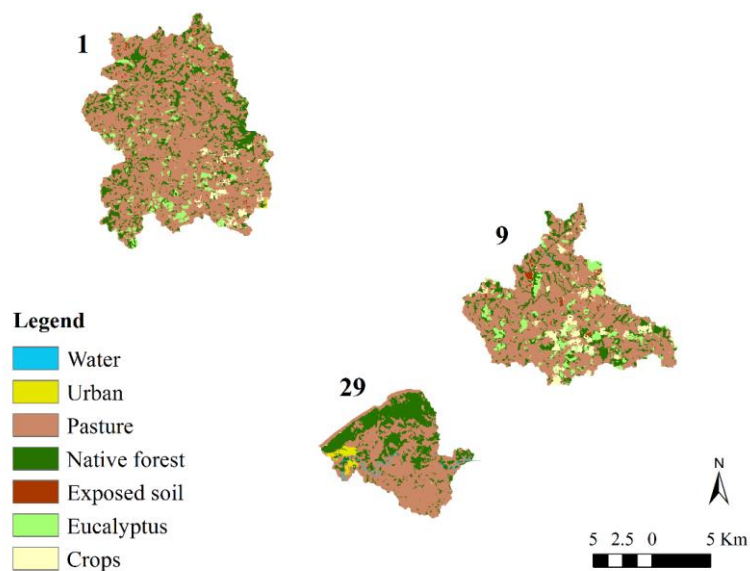 1
9
29
Legend
Water
Urban
Pasture
Native forest
Exposed soil
Eucalyptus
Crops
N
5 2.5 0 5 Km